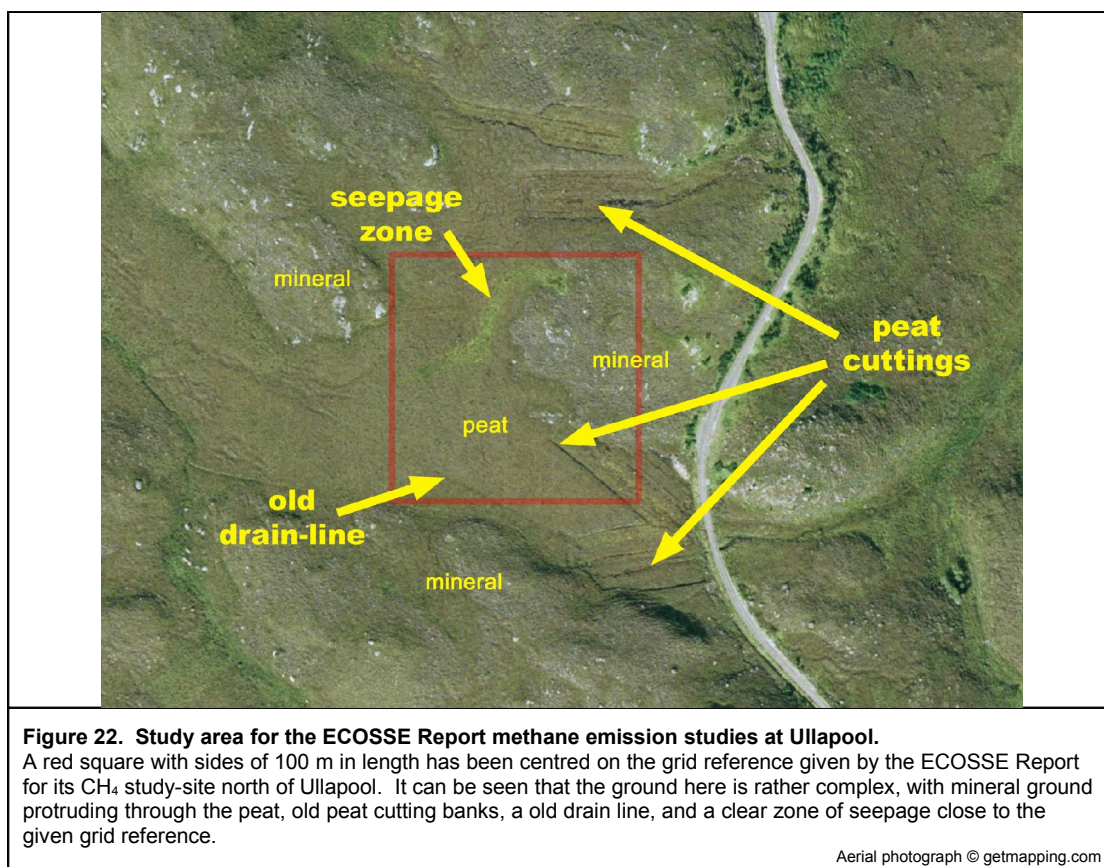 seepage
zone
mineral
peat
cuttings
mineral
peat
old
drain-line
mineral
Figure 22. Study area for the ECOSSE Report methane emission studies at Ullapool.
A red square with sides of 100 m in length has been centred on the grid reference given by the ECOSSE Report
for its CH₄ study-site north of Ullapool. It can be seen that the ground here is rather complex, with mineral ground
protruding through the peat, old peat cutting banks, a old drain line, and a clear zone of seepage close to the
given grid reference.
Aerial photograph © getmapping.com